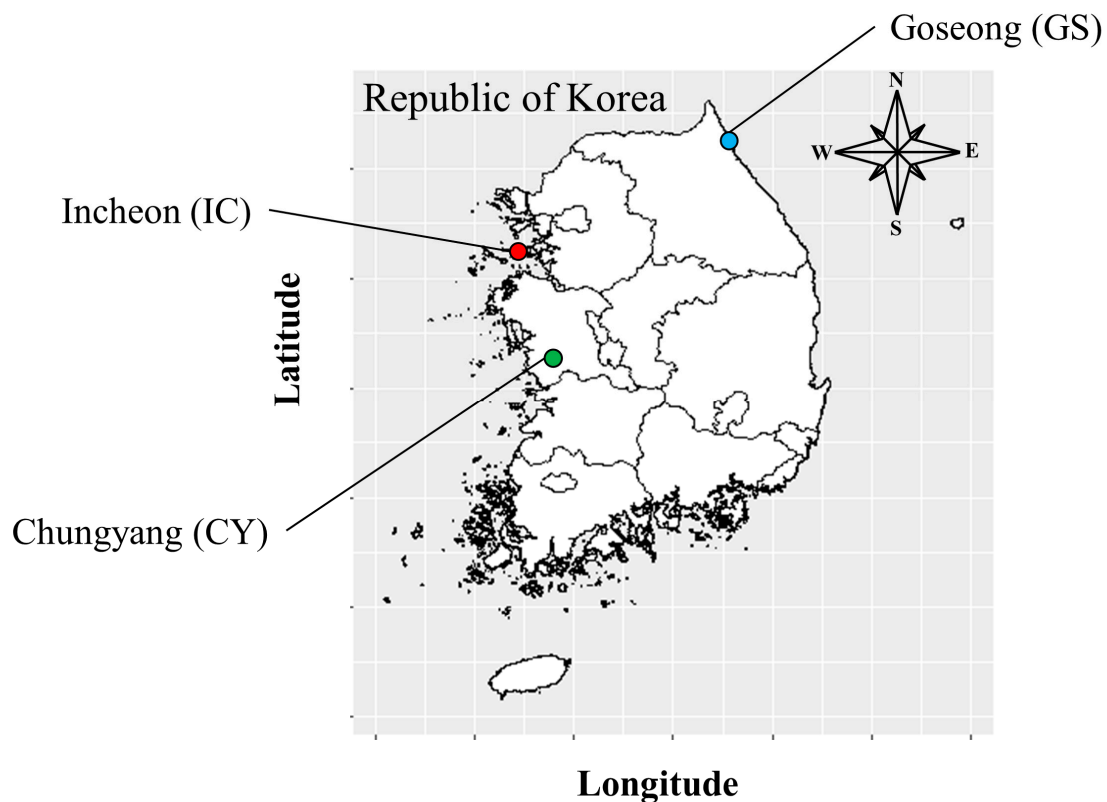 Goseong (GS)
Republic of Korea
N
W
E
S
Incheon (IC)
Latitude
Chungyang (CY)
Longitude